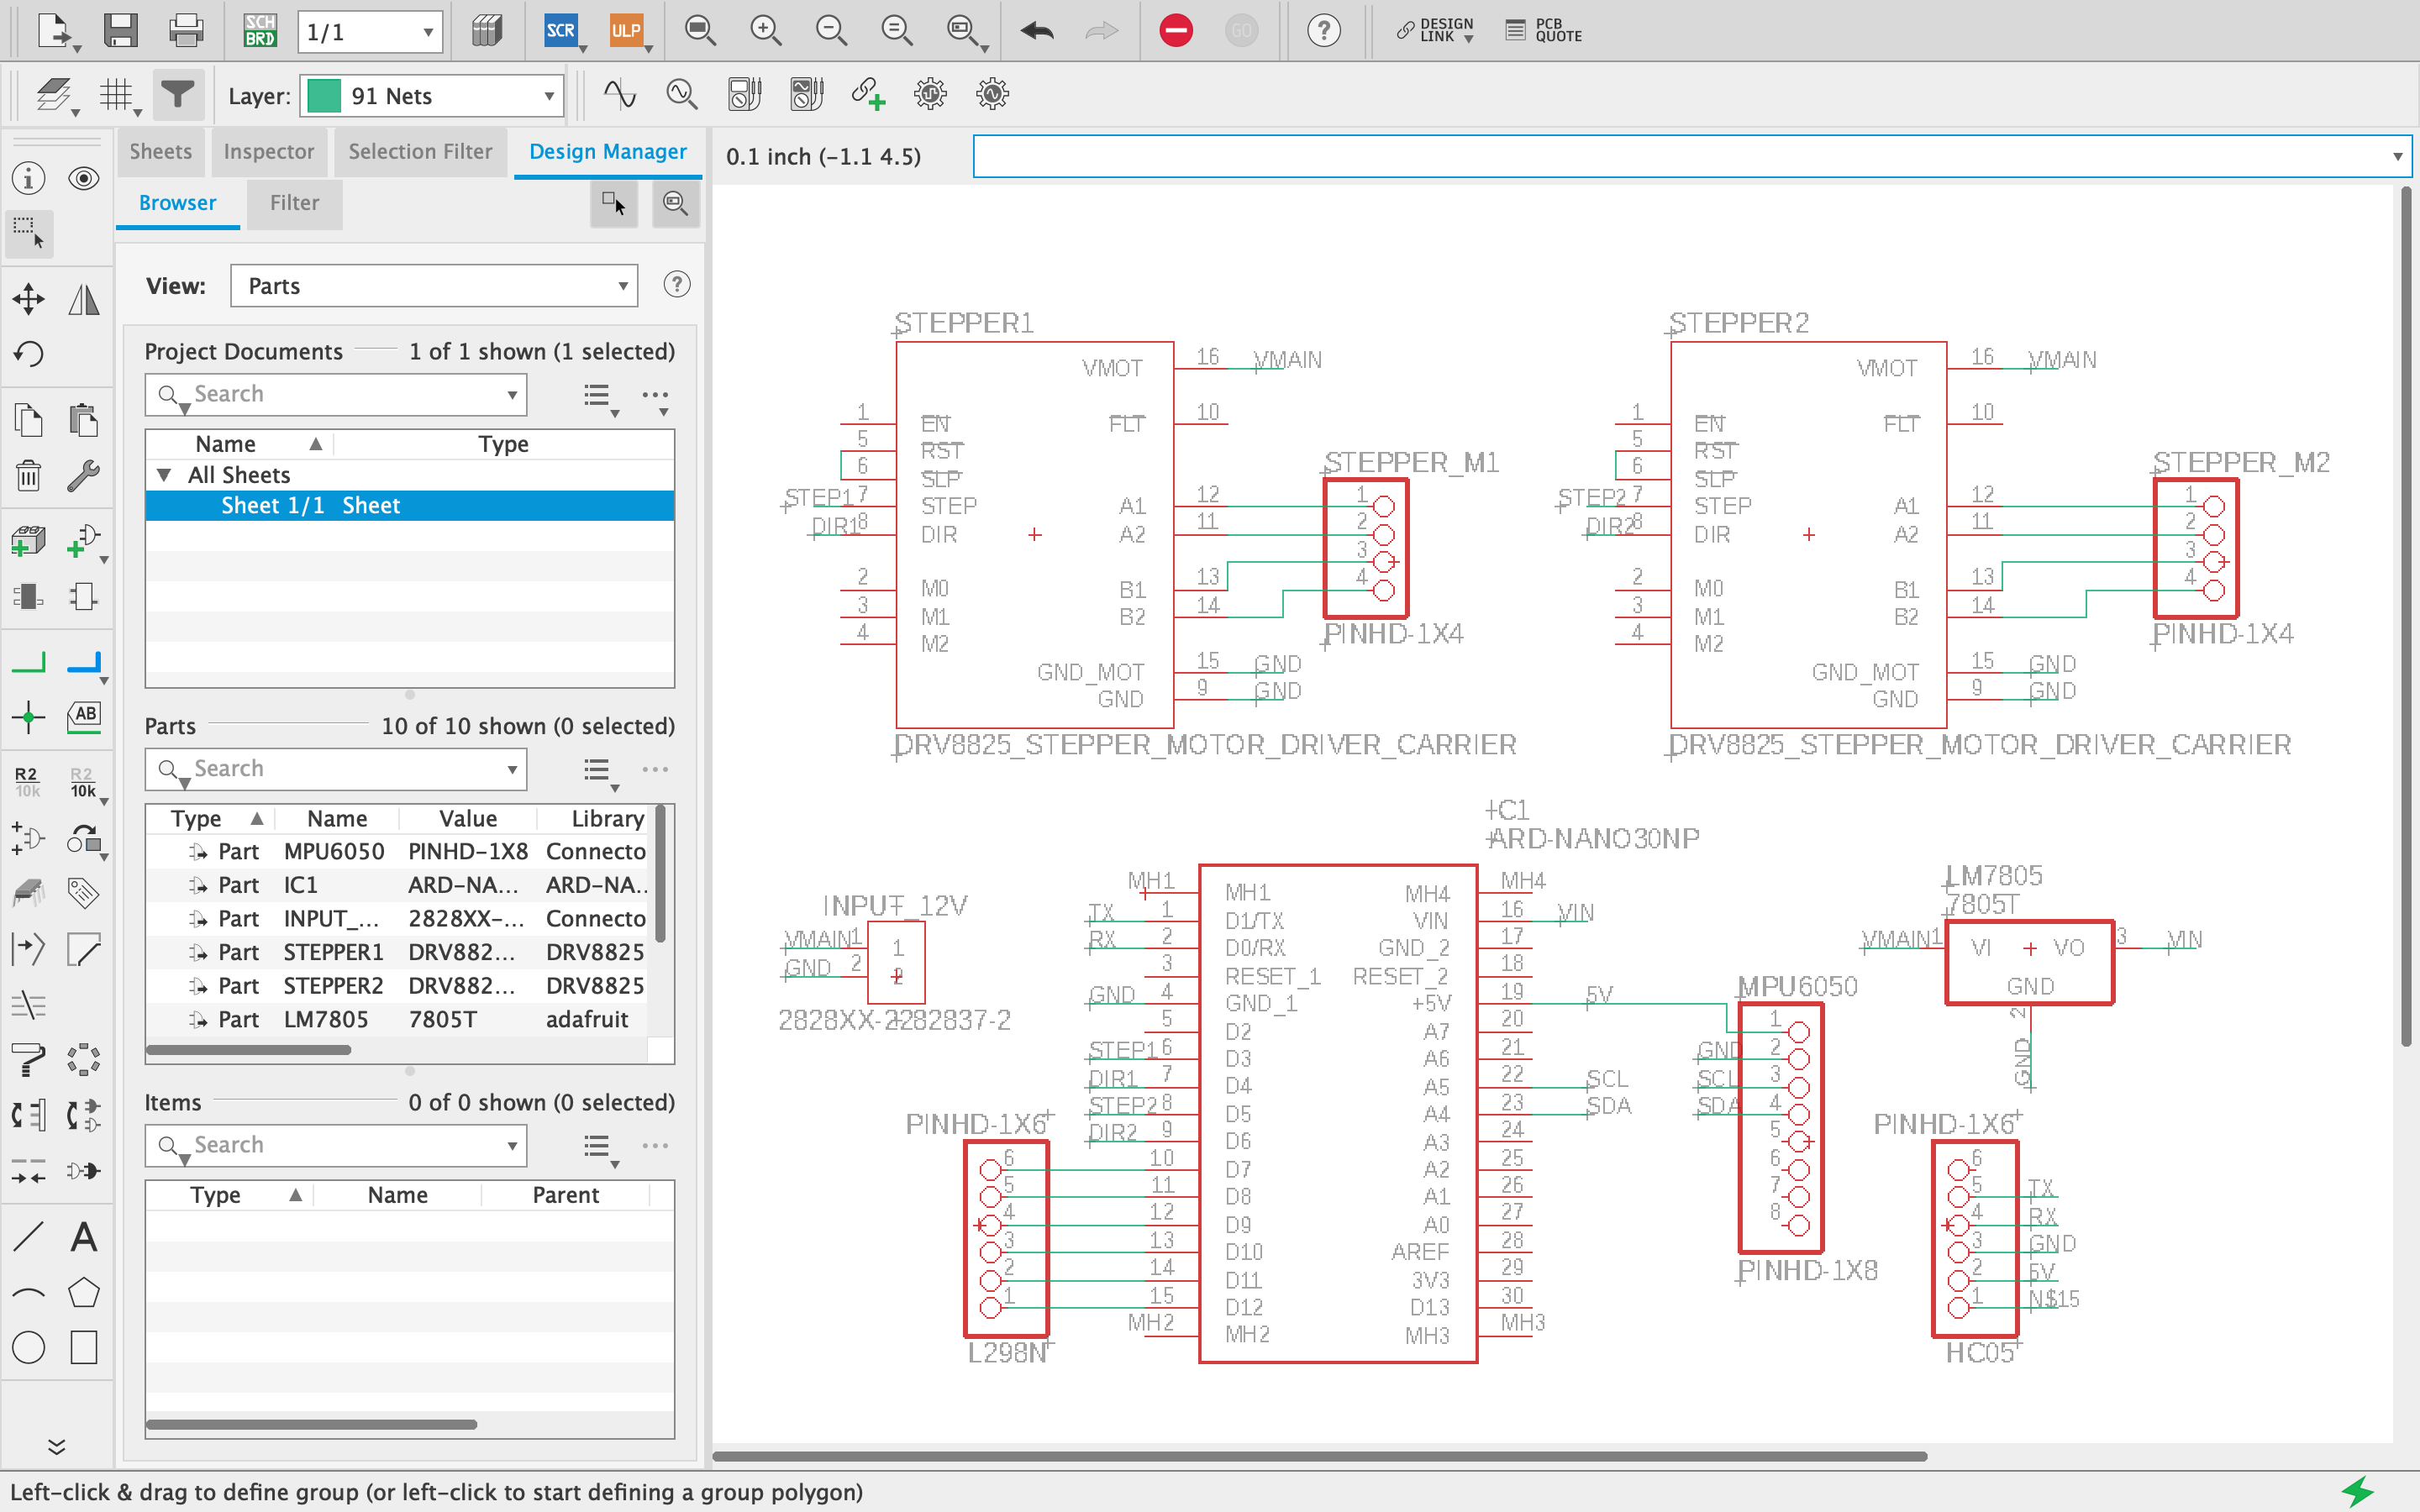 SCH BRD 1/1 SCR ULP GO ? DESIGN LINK PCB QUOTE
Layer: 91 Nets
Sheets Inspector Selection Filter Design Manager
0.1 inch (-1.1 4.5)
Browser Filter
View: Parts ?
Project Documents 1 of 1 shown (1 selected)
Search
Name Type
All Sheets
Sheet 1/1 Sheet
Parts 10 of 10 shown (0 selected)
Search
Type Name Value Library
Part MPU6050 PINHD-1X8 Connecto
Part IC1 ARD-NA... ARD-NA..
Part INPUT_... 2828XX-... Connecto
Part STEPPER1 DRV882... DRV8825
Part STEPPER2 DRV882... DRV8825
Part LM7805 7805T adafruit
Items 0 of 0 shown (0 selected)
Search
Type Name Parent
AB
R2 10k R2 10k
A
STEPPER1
VMOT 16 VMAIN
1 EN FLT 10
5 RST
6 SLP
STEP1 7 STEP A1 12
DIR1 8 DIR A2 11
2 M0 B1 13
3 M1 B2 14
4 M2
GND_MOT 15 GND
GND 9 GND
DRV8825_STEPPER_MOTOR_DRIVER_CARRIER
STEPPER_M1
1
2
3
4
PINHD-1X4
STEPPER2
VMOT 16 VMAIN
1 EN FLT 10
5 RST
6 SLP
STEP2 7 STEP A1 12
DIR2 8 DIR A2 11
2 M0 B1 13
3 M1 B2 14
4 M2
GND_MOT 15 GND
GND 9 GND
DRV8825_STEPPER_MOTOR_DRIVER_CARRIER
STEPPER_M2
1
2
3
4
PINHD-1X4
INPUT_12V
VMAIN 1 1
GND 2 2
2828XX-2282837-2
IC1
ARD-NANO30NP
MH1 MH1 MH4 MH4
TX 1 D1/TX VIN 16 VIN
RX 2 D0/RX GND_2 17
3 RESET_1 RESET_2 18
GND 4 GND_1 +5V 19 5V
5 D2 A7 20
STEP1 6 D3 A6 21
DIR1 7 D4 A5 22 SCL
STEP2 8 D5 A4 23 SDA
DIR2 9 D6 A3 24
10 D7 A2 25
11 D8 A1 26
12 D9 A0 27
13 D10 AREF 28
14 D11 3V3 29
15 D12 D13 30
MH2 MH2 MH3 MH3
PINHD-1X6
6
5
4
3
2
1
L298N
MPU6050
1
GND 2
SCL 3
SDA 4
5
6
7
8
PINHD-1X8
LM7805
7805T
VMAIN 1 VI VO 3 VIN
GND
2
GND
PINHD-1X6
6
5 TX
4 RX
3 GND
2 5V
1 N$15
HC05
Left-click & drag to define group (or left-click to start defining a group polygon)